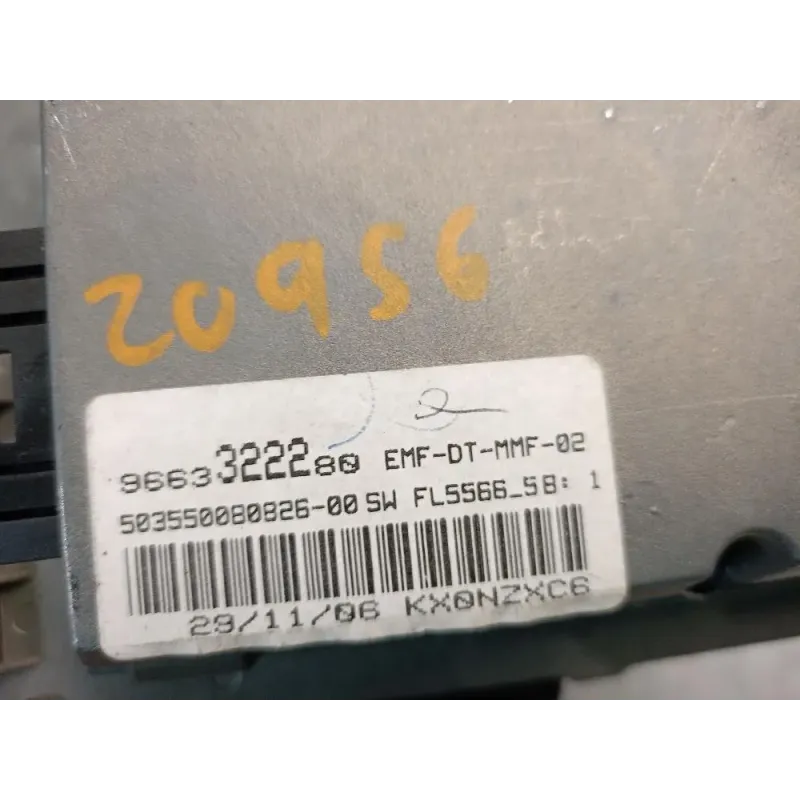 20956
2
9663322280 EMF-DT-MMF-02
503550080826-00 SW FL5566_58: 1
29/11/06 KX0NZXC6